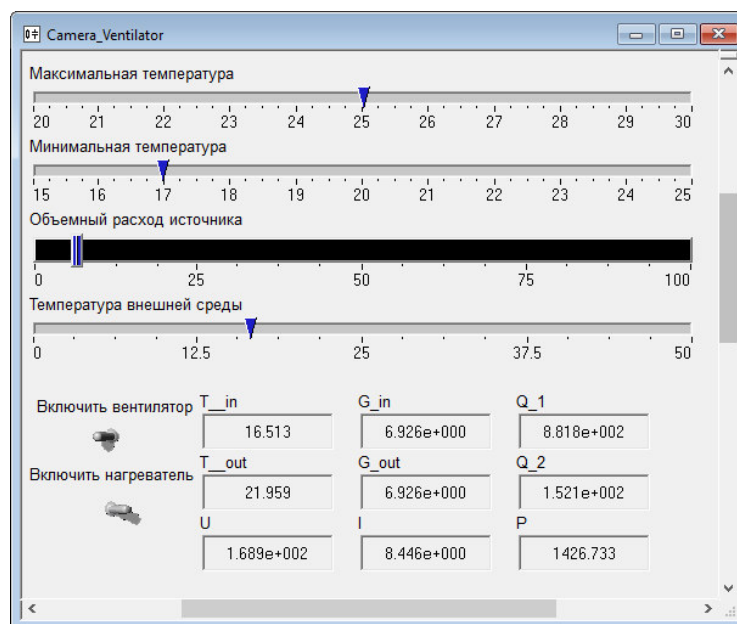 Camera_Ventilator
Максимальная температура
20 21 22 23 24 25 26 27 28 29 30
Минимальная температура
15 16 17 18 19 20 21 22 23 24 25
Объемный расход источника
0 25 50 75 100
Температура внешней среды
0 12.5 25 37.5 50
Включить вентилятор T__in G_in Q_1
16.513 6.926e+000 8.818e+002
Включить нагреватель T__out G_out Q_2
21.959 6.926e+000 1.521e+002
U I P
1.689e+002 8.446e+000 1426.733